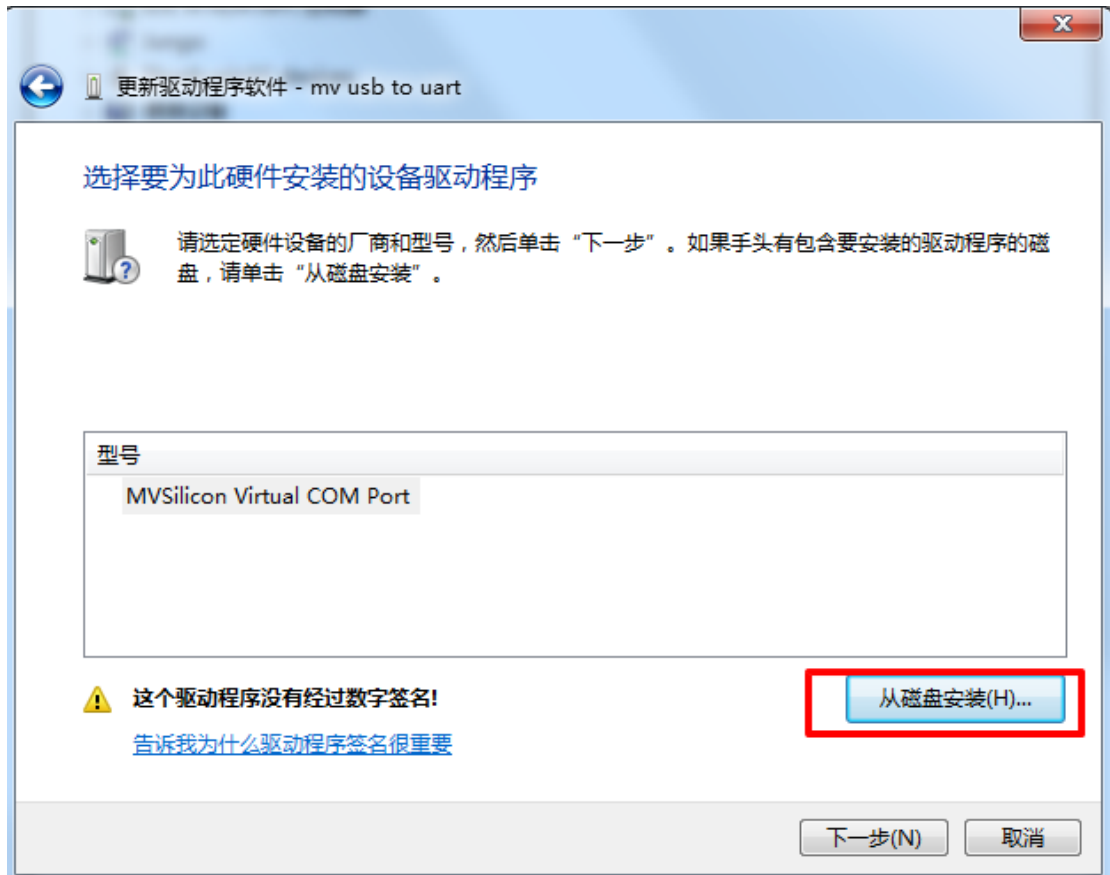 更新驱动程序软件 - mv usb to uart
选择要为此硬件安装的设备驱动程序
请选定硬件设备的厂商和型号，然后单击“下一步”。如果手头有包含要安装的驱动程序的磁
盘，请单击“从磁盘安装”。
型号
MVSilicon Virtual COM Port
这个驱动程序没有经过数字签名!
从磁盘安装(H)...
告诉我为什么驱动程序签名很重要
下一步(N)
取消